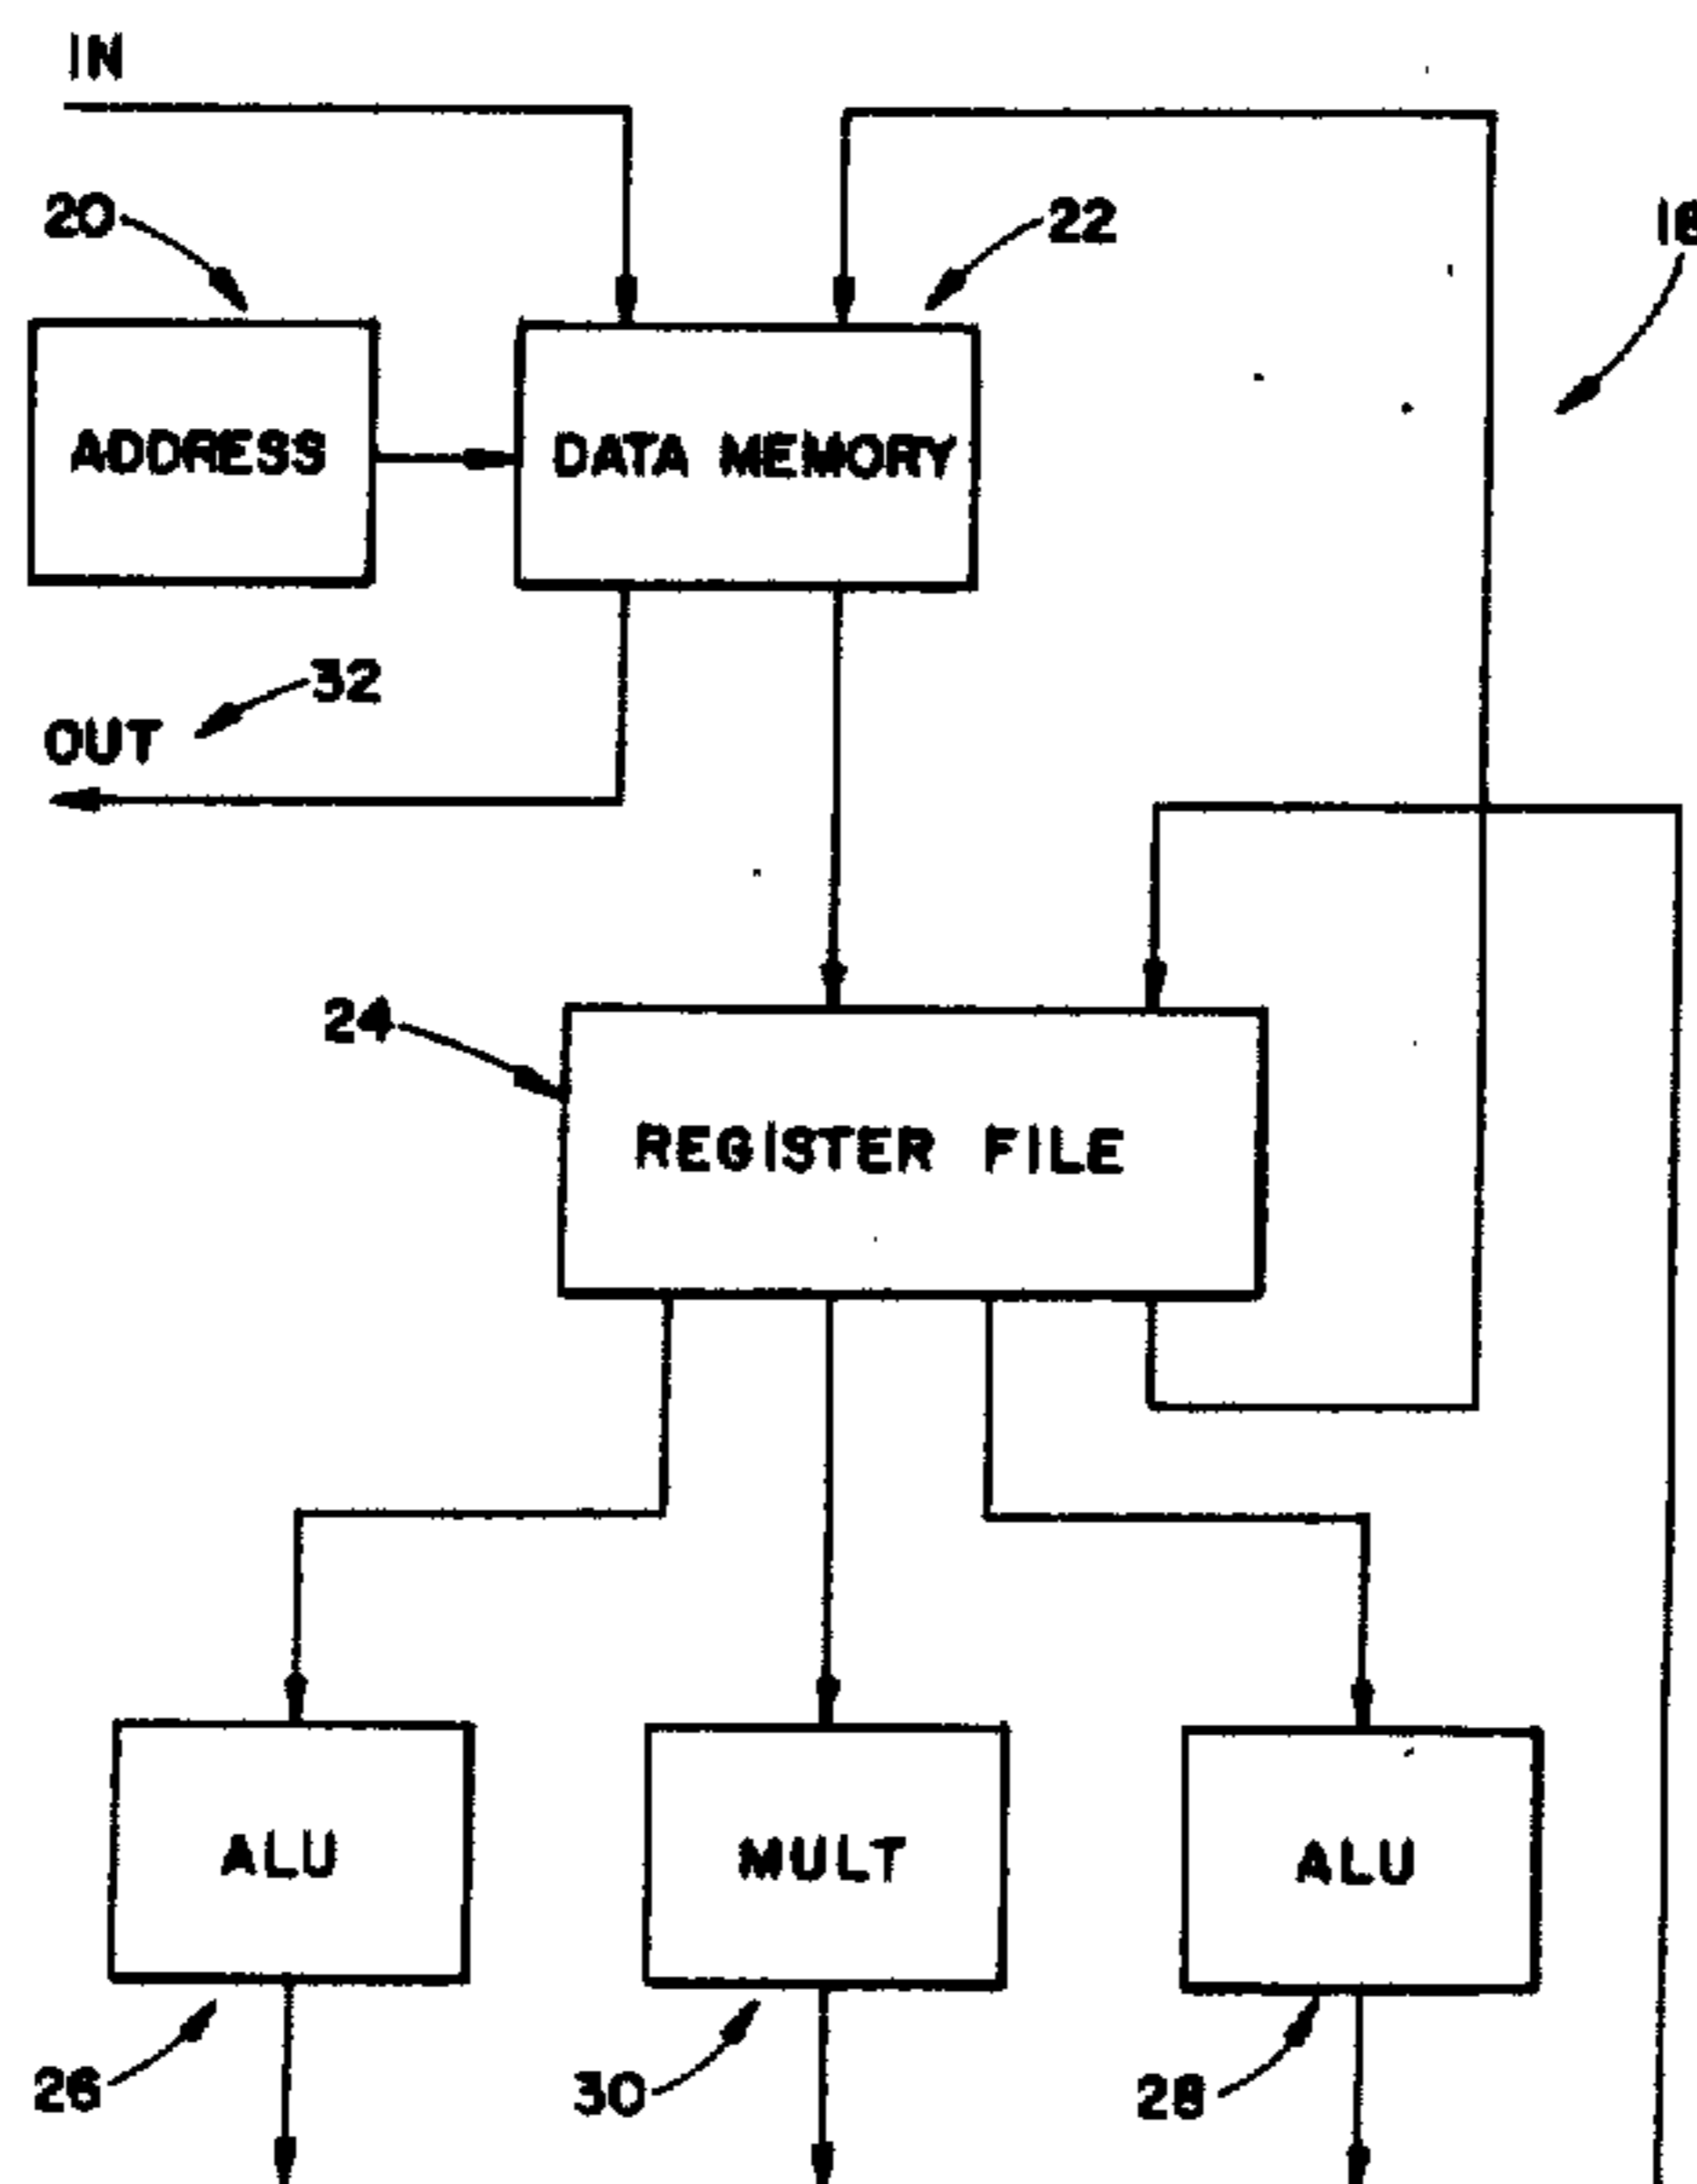 IN
20
22
ADDRESS
DATA MEMORY
32
OUT
24
REGISTER FILE
ALU
MULT
ALU
26
30
28